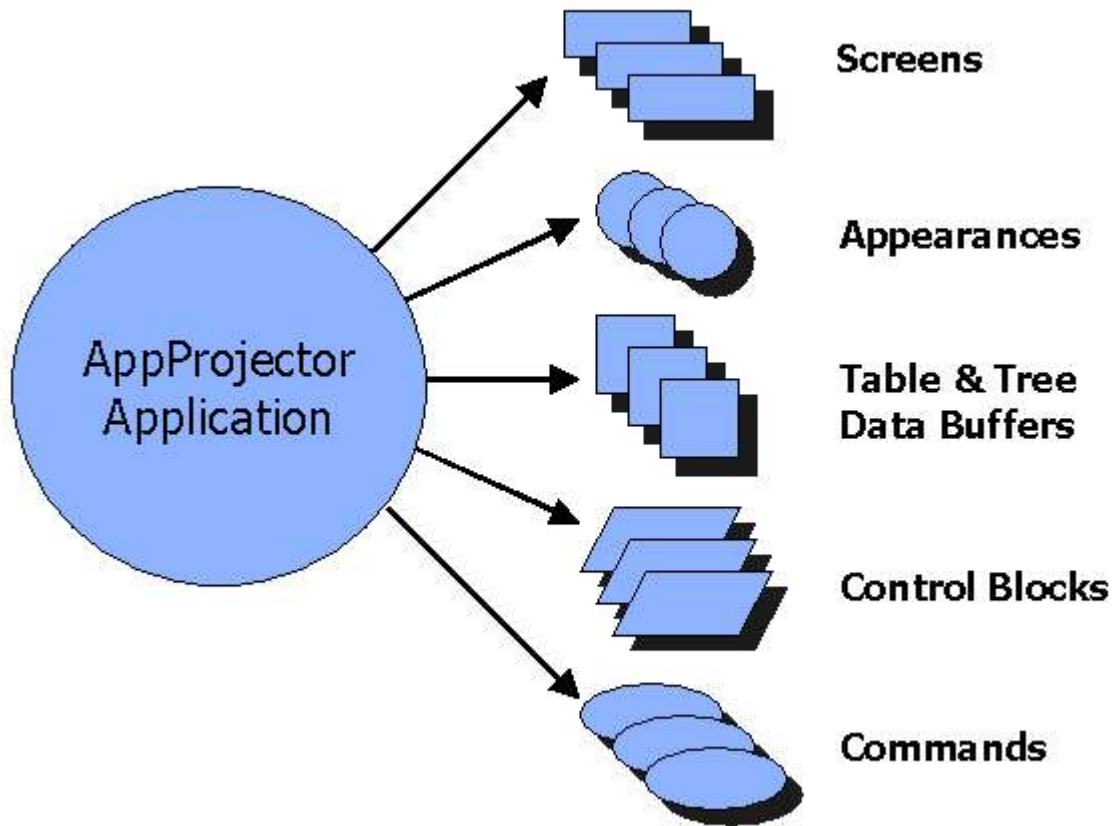 Screens
Appearances
AppProjector
Application
Table & Tree
Data Buffers
Control Blocks
Commands